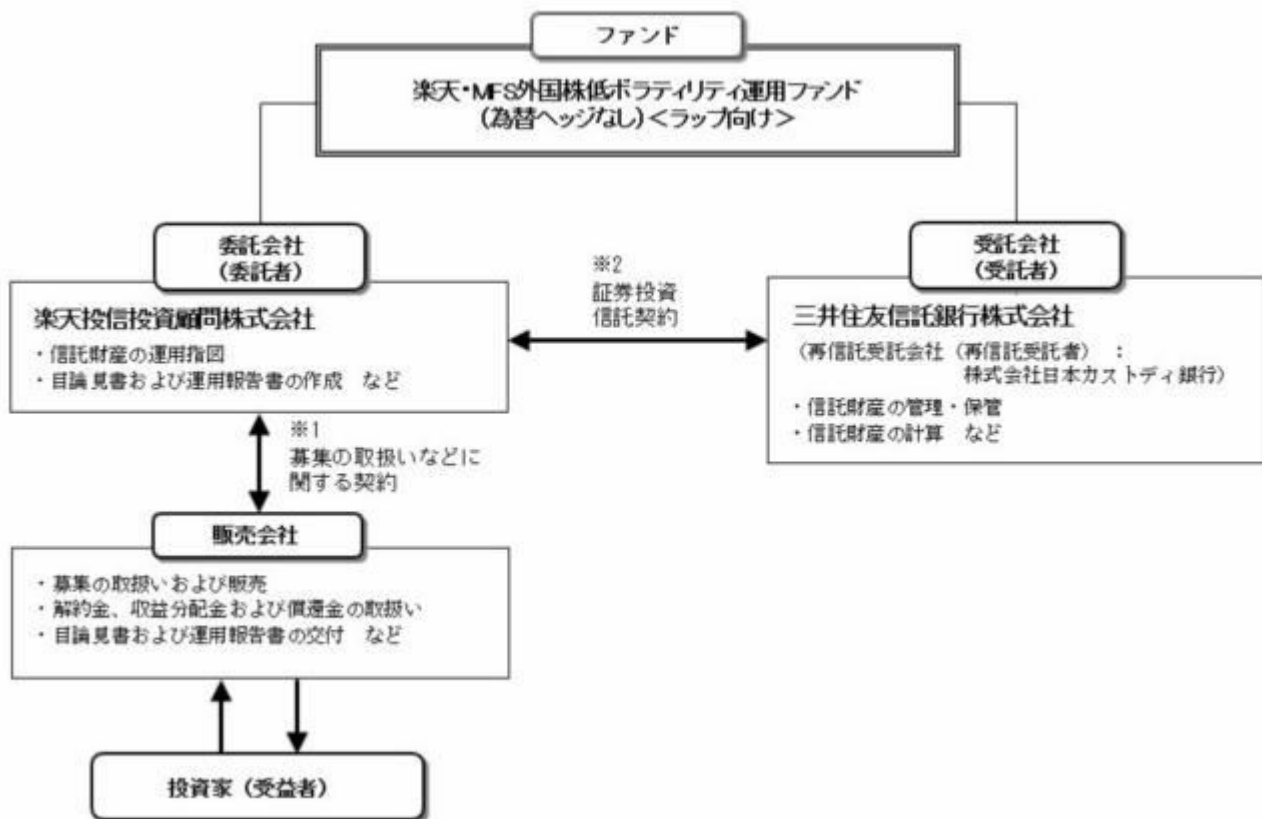 ファンド
楽天・MFS外国株低ボラティリティ運用ファンド
(為替ヘッジなし)<ラップ向け>
委託会社
(委託者)
楽天投信投資顧問株式会社
・信託財産の運用指図
・目論見書および運用報告書の作成 など
※2
証券投資
信託契約
受託会社
(受託者)
三井住友信託銀行株式会社
(再信託受託会社(再信託受託者) :
株式会社日本カストディ銀行)
・信託財産の管理・保管
・信託財産の計算 など
※1
募集の取扱いなどに
関する契約
販売会社
・募集の取扱いおよび販売
・解約金、収益分配金および償還金の取扱い
・目論見書および運用報告書の交付 など
投資家(受益者)